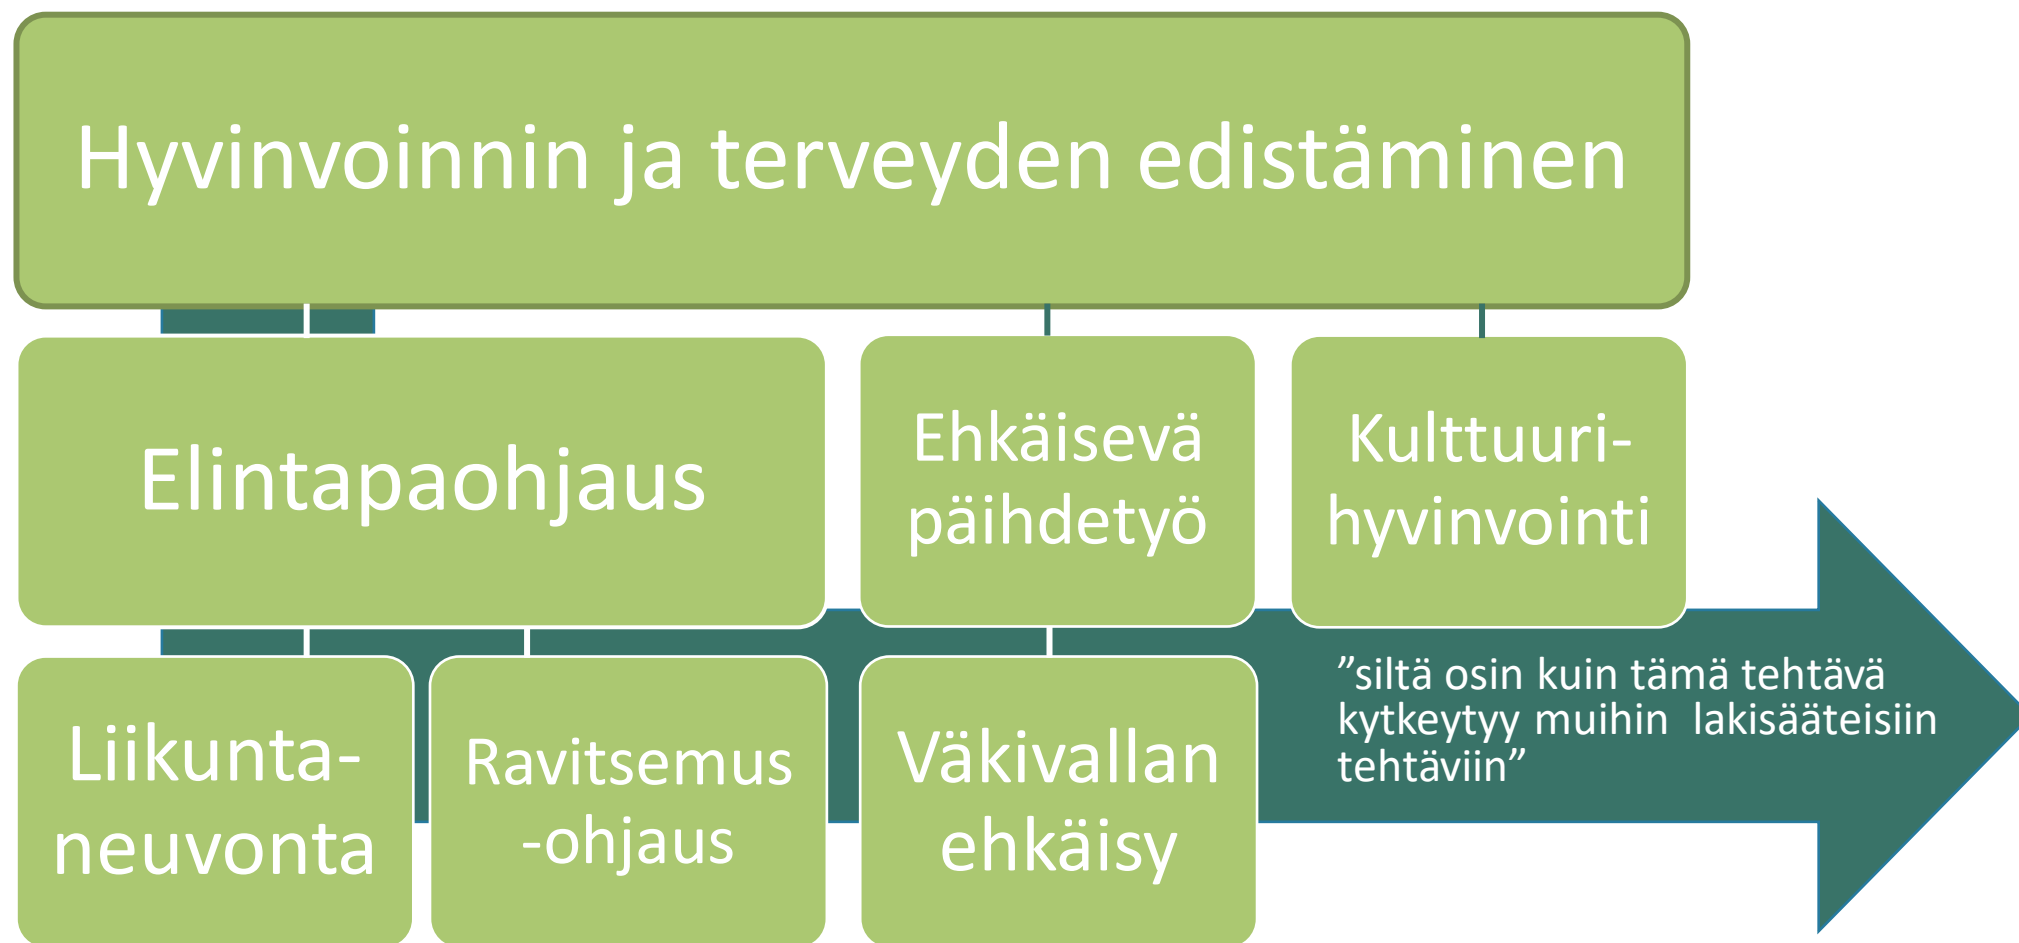 Hyvinvoinnin ja terveyden edistäminen
Elintapaohjaus
Ehkäisevä
päihdetyö
Kulttuuri-
hyvinvointi
Liikunta-
neuvonta
Ravitsemus
-ohjaus
Väkivallan
ehkäisy
”siltä osin kuin tämä tehtävä
kytkeytyy muihin  lakisääteisiin
tehtäviin”